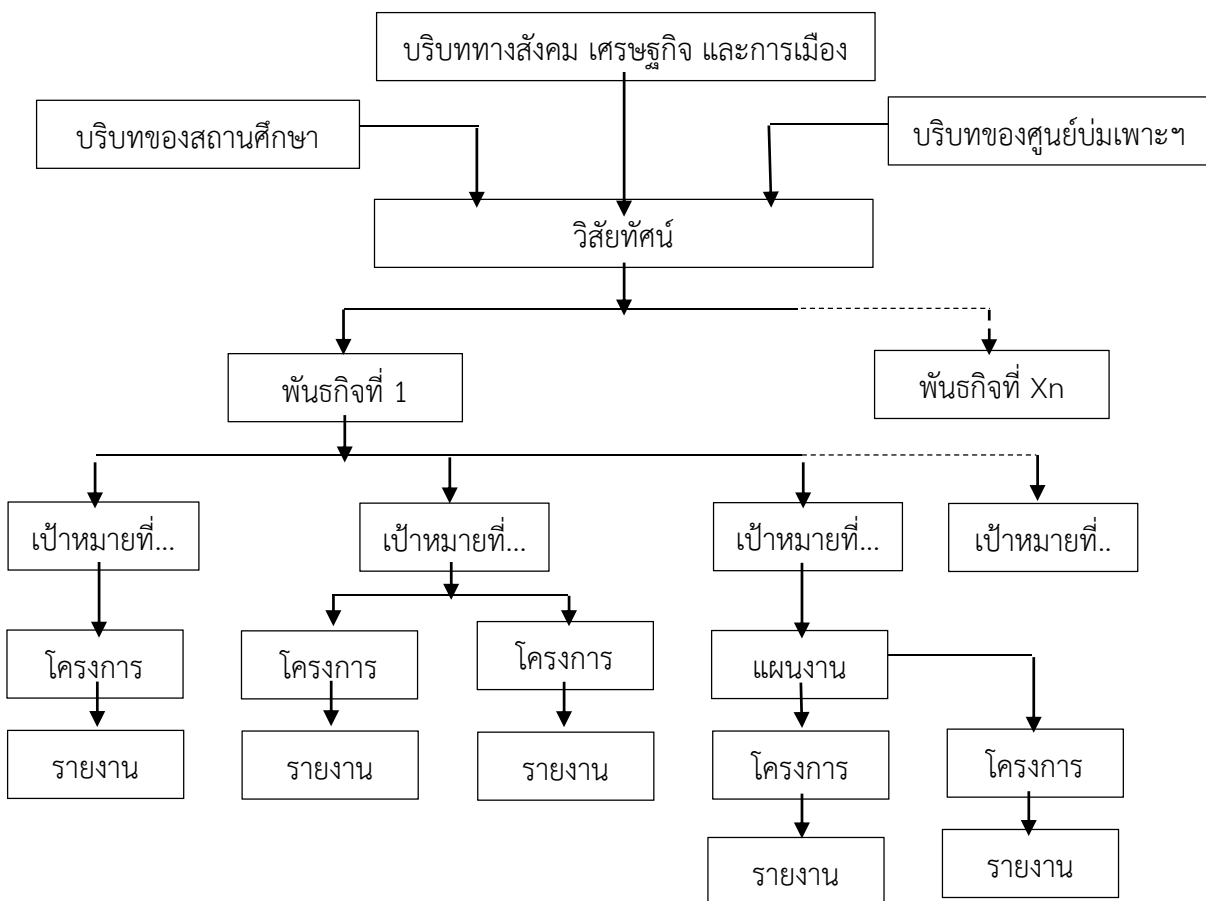 บริบททางสังคม เศรษฐกิจ และการเมือง
บริบทของสถานศึกษา
บริบทของศูนย์บ่มเพาะฯ
วิสัยทัศน์
พันธกิจที่ 1
พันธกิจที่ Xn
เป้าหมายที่...
เป้าหมายที่...
เป้าหมายที่...
เป้าหมายที่..
โครงการ
โครงการ
โครงการ
แผนงาน
รายงาน
รายงาน
รายงาน
โครงการ
โครงการ
รายงาน
รายงาน